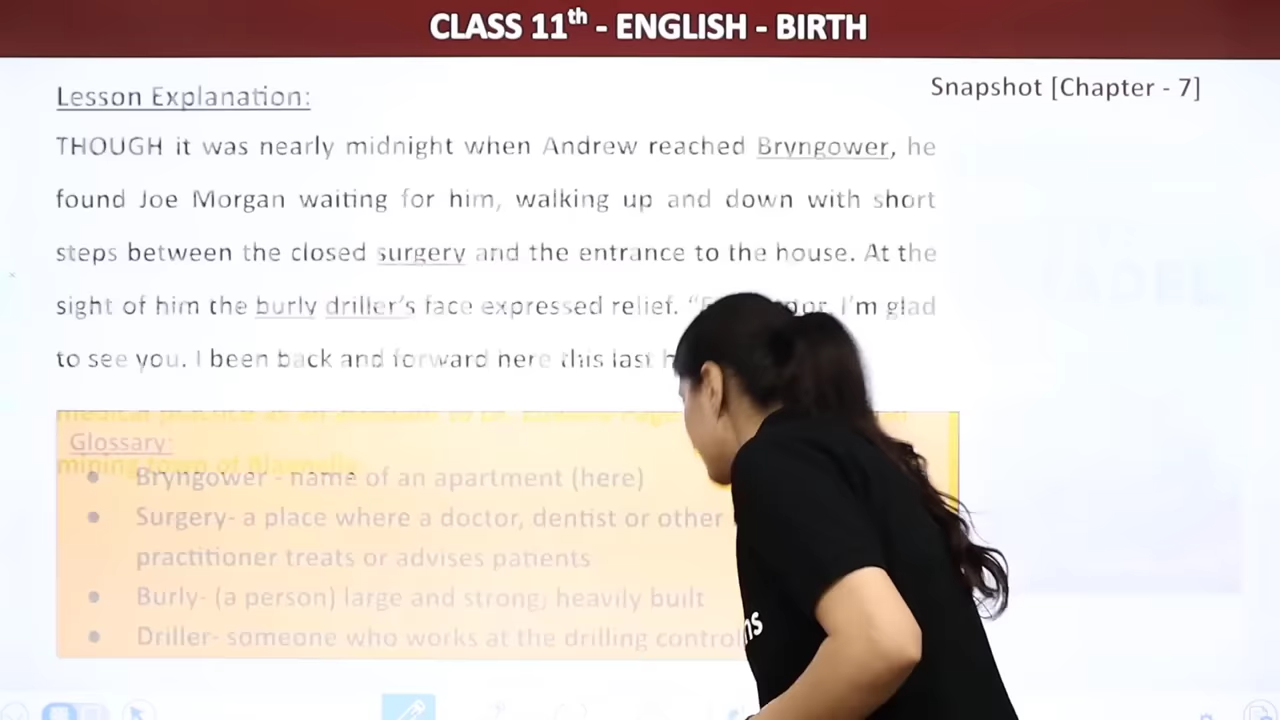 CLASS 11th - ENGLISH - BIRTH
Snapshot [Chapter - 7]
Lesson Explanation:
THOUGH it was nearly midnight when Andrew reached Bryngower, he
found Joe Morgan waiting for him, walking up and down with short
steps between the closed surgery and the entrance to the house. At the
sight of him the burly driller's face expressed relief. “ I'm glad
to see you. I been back and forward here this last
mining town of
Glossary:
Bryngower - name of an apartment (here)
Surgery- a place where a doctor, dentist or other
practitioner treats or advises patients
Burly- (a person) large and strong; heavily built
Driller- someone who works at the drilling control